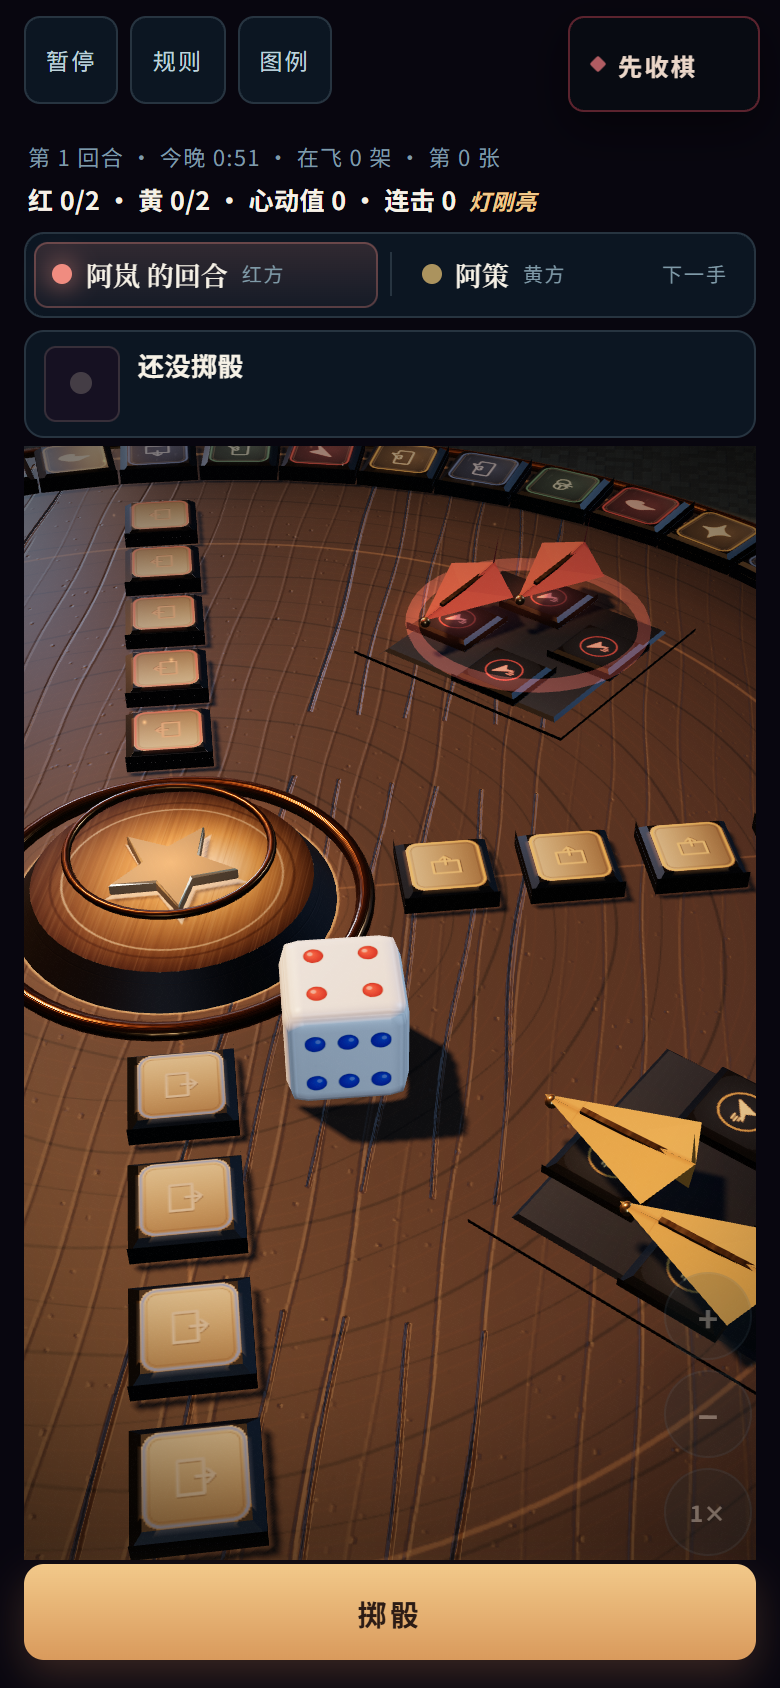 暂停 规则 图例 先收棋
第 1 回合 · 今晚 0:51 · 在飞 0 架 · 第 0 张
红 0/2 · 黄 0/2 · 心动值 0 · 连击 0 灯刚亮
阿岚 的回合 红方 阿策 黄方 下一手
还没掷骰
+
−
1×
掷骰